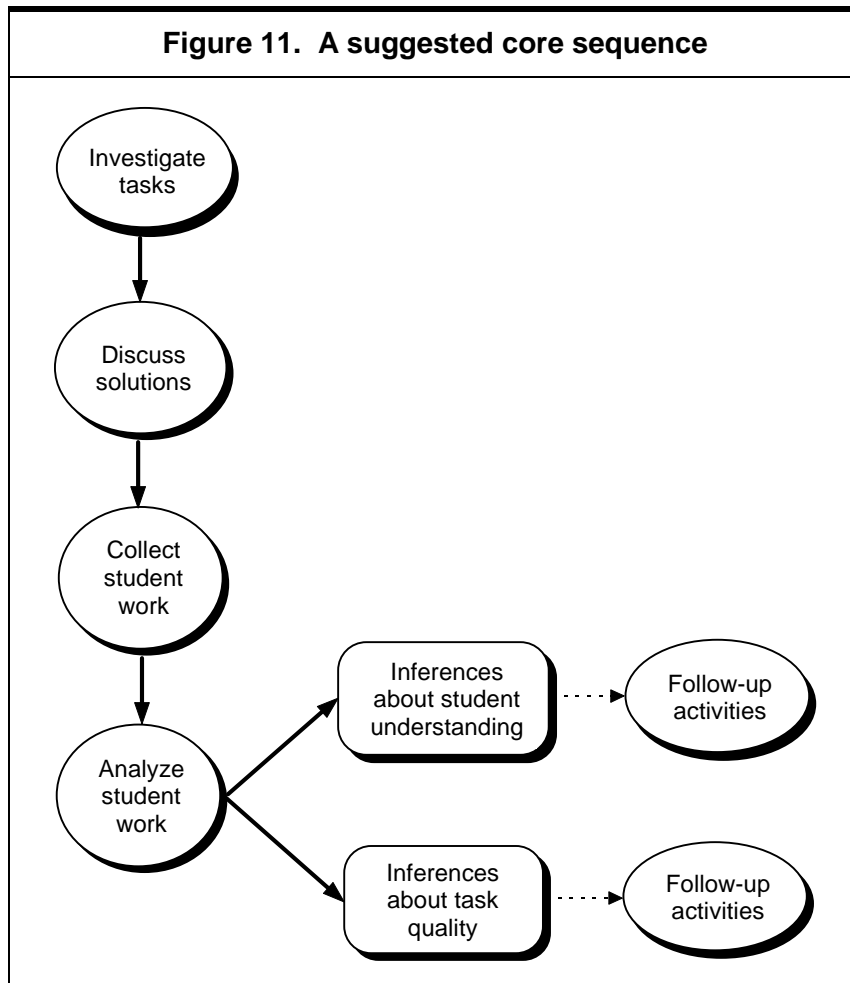 Figure 11. A suggested core sequence
Investigate
tasks
Discuss
solutions
Collect
student
work
Analyze
student
work
Inferences
about student
understanding
Follow-up
activities
Inferences
about task
quality
Follow-up
activities